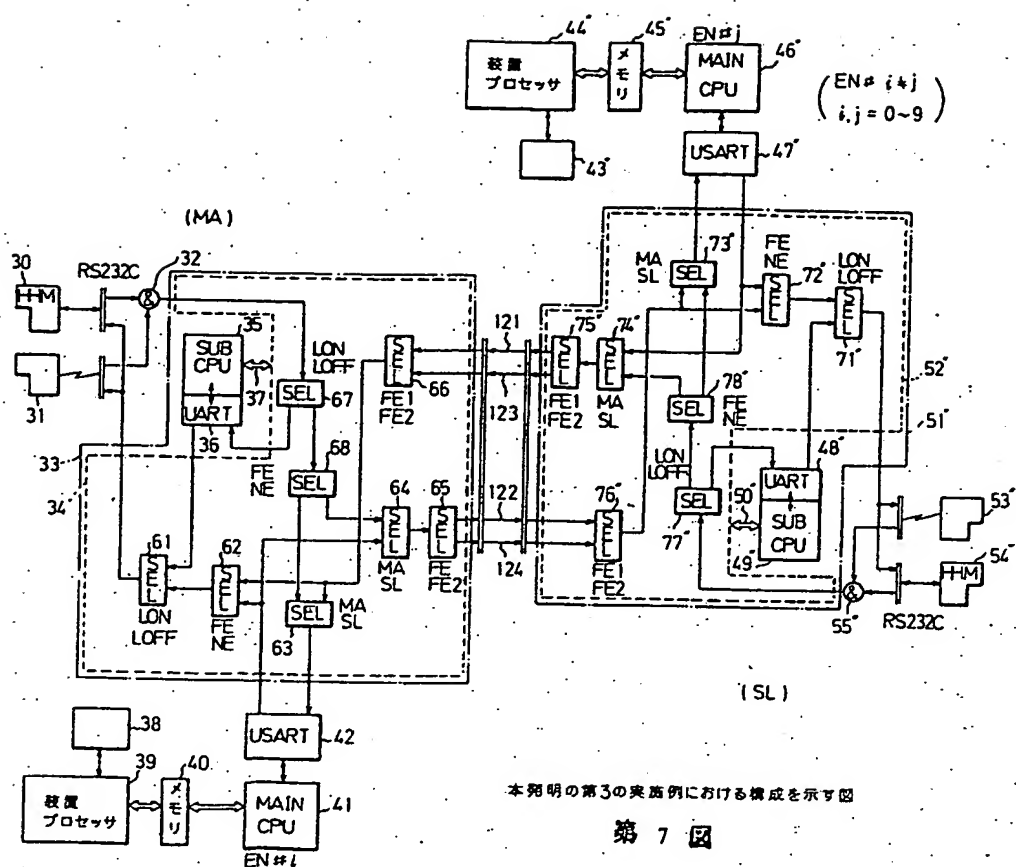 44"
45"
EN#j
46"
装置
プロセッサ
メモリ
MAIN
CPU
( EN# i≒j
i,j = 0~9 )
43"
USART
47"
(MA)
30
RS232C
32
HHM
31
35
SUB
CPU
37
UART
36
33
34
LON
LOFF
SEL
67
SEL
66
FE1
FE2
FE
NE
68
SEL
64
65
SEL
SEL
MA
SL
FE
FE2
61
62
SEL
SEL
LON
LOFF
FE
NE
SEL
63
MA
SL
121
123
122
124
MA
SL
73"
SEL
FE
NE
72"
SEL
LON
LOFF
SEL
71"
75"
74"
SEL
SEL
FE1
FE2
MA
SL
78"
SEL
FE
NE
52"
51"
LON
LOFF
76"
SEL
FE1
FE2
SEL
77"
48"
UART
50"
SUB
CPU
49"
53"
HHM
54"
55"
RS232C
(SL)
38
39
装置
プロセッサ
40
メモリ
USART
42
MAIN
CPU
41
EN#i
本発明の第3の実施例における構成を示す図
第 7 図